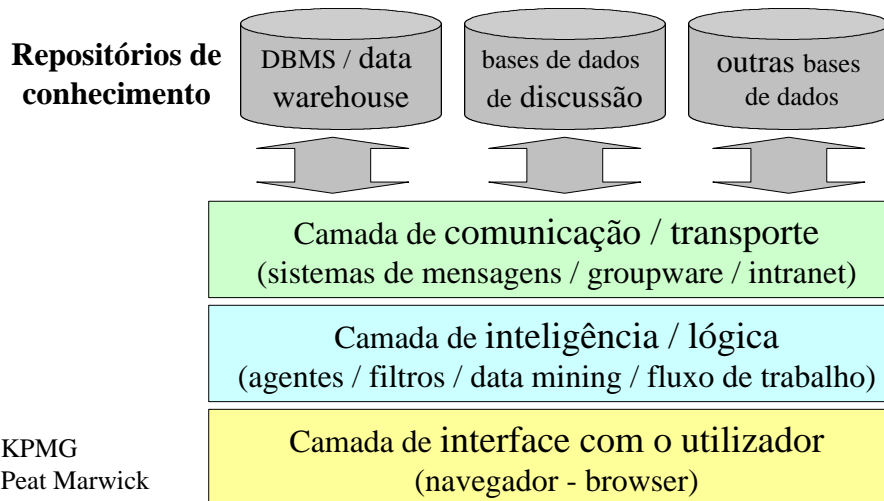 Repositórios de
conhecimento
DBMS / data
warehouse
bases de dados
de discussão
outras bases
de dados
Camada de comunicação / transporte
(sistemas de mensagens / groupware / intranet)
Camada de inteligência / lógica
(agentes / filtros / data mining / fluxo de trabalho)
Camada de interface com o utilizador
(navegador - browser)
KPMG
Peat Marwick